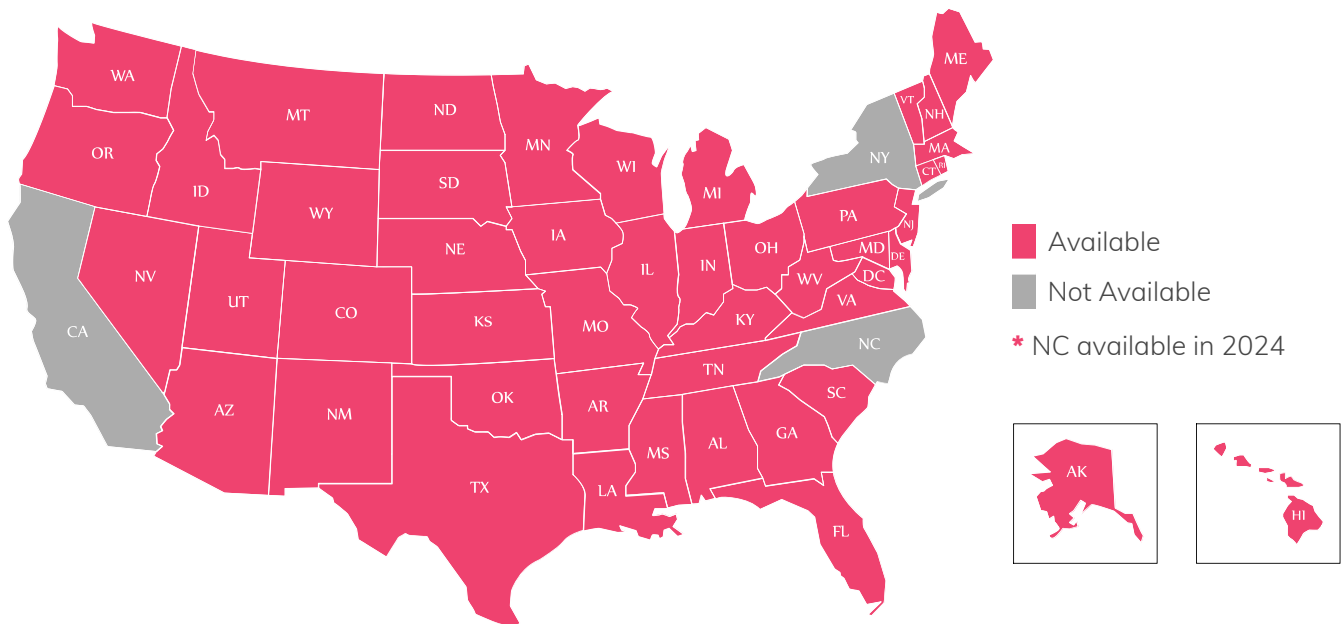 WA
MT
ND
MN
ME
VT
NH
OR
ID
WY
SD
WI
MI
NY
MA
CT
RI
NE
IA
PA
NJ
NV
UT
CO
KS
MO
IL
IN
OH
WV
MD
DE
DC
VA
KY
CA
NC
TN
SC
AZ
NM
OK
AR
MS
AL
GA
TX
LA
FL
Available
Not Available
* NC available in 2024
AK
HI